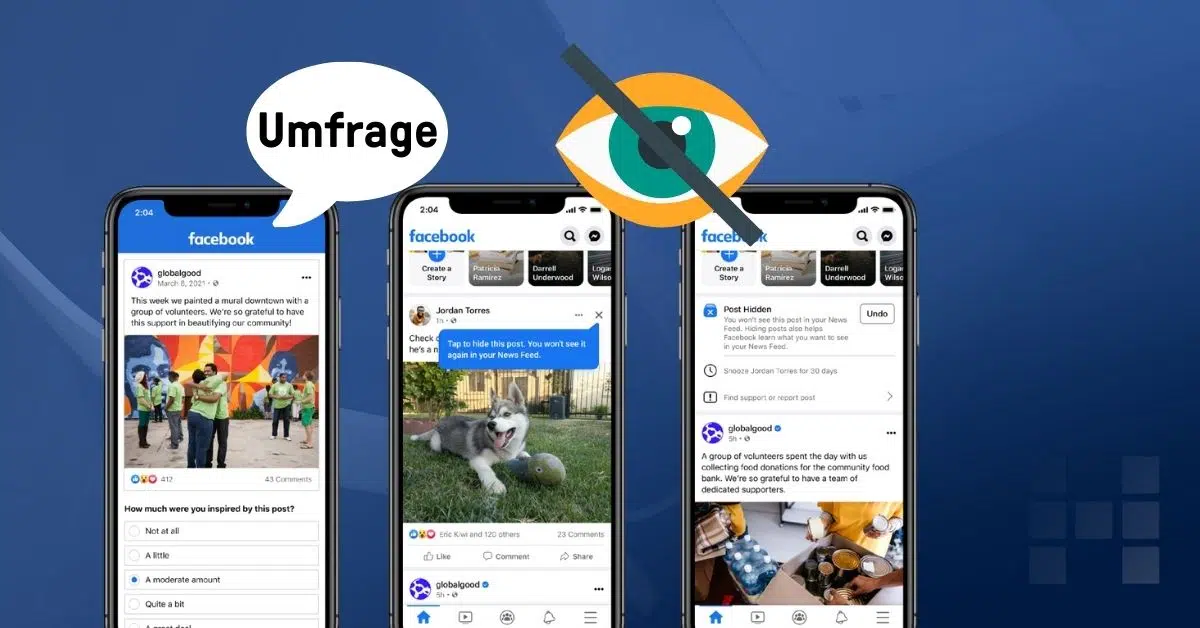 Umfrage
2:04
facebook
globalgood
March 8, 2021 •
This week we painted a mural downtown with a
group of volunteers. We're so grateful to have
this support in beautifying our community!
412
43 Comments
How much were you inspired by this post?
Not at all
A little
A moderate amount
Quite a bit
A great deal
2:04
facebook
Create a
Story
Patricia
Ramirez
Darrell
Underwood
Jordan Torres
1h •
Check
he's a
Tap to hide this post. You won't see it
again in your News Feed.
Eric Kiwi and 120 others
23 Comments
Like
Comment
Share
globalgood
5h •
facebook
Create a
Story
Patricia
Ramirez
Darrell
Underwood
Post Hidden
You won't see this post in your News
Feed. Hiding posts also helps
Facebook learn what you want to see
in your News Feed.
Undo
Snooze Jordan Torres for 30 days
Find support or report post
globalgood
5h •
A group of volunteers spent the day with us
collecting food donations for the community food
bank. We're so grateful to have a team of
dedicated supporters.